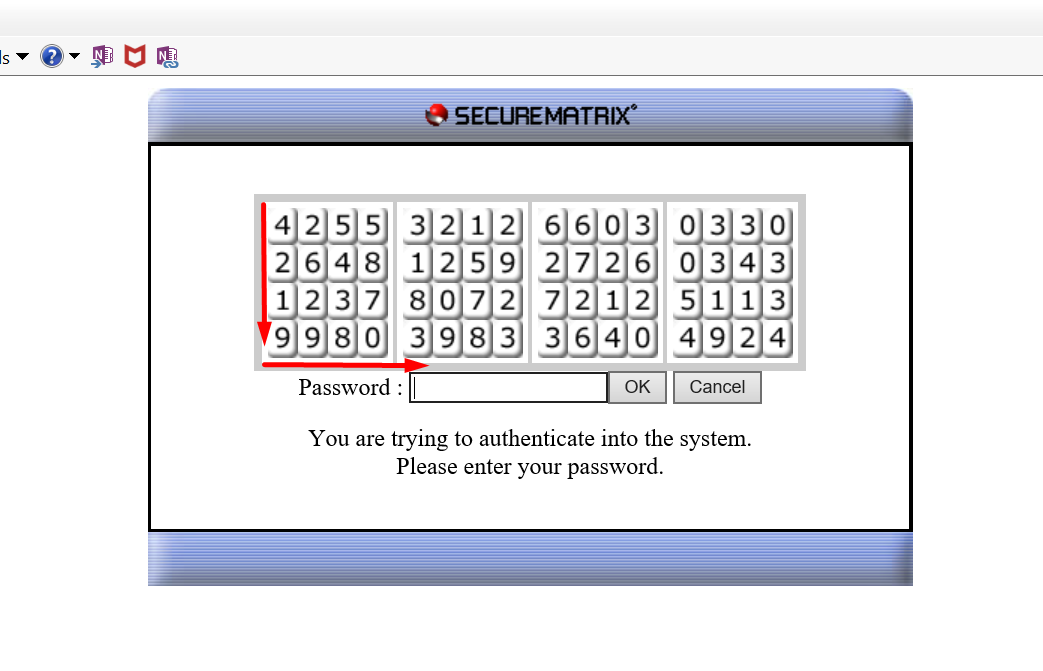 ls
SECUREMATRIX
4 2 5 5 3 2 1 2 6 6 0 3 0 3 3 0
2 6 4 8 1 2 5 9 2 7 2 6 0 3 4 3
1 2 3 7 8 0 7 2 7 2 1 2 5 1 1 3
9 9 8 0 3 9 8 3 3 6 4 0 4 9 2 4
Password : OK Cancel
You are trying to authenticate into the system.
Please enter your password.